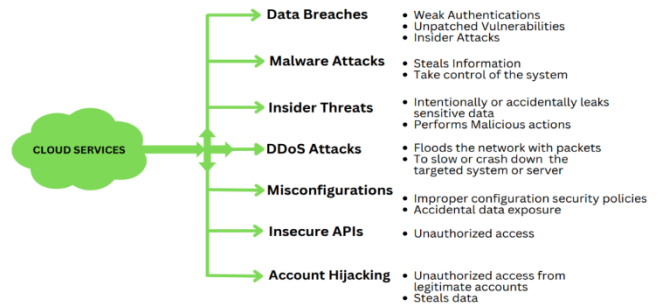 CLOUD SERVICES
Data Breaches
• Weak Authentications
• Unpatched Vulnerabilities
• Insider Attacks
Malware Attacks
• Steals Information
• Take control of the system
Insider Threats
• Intentionally or accidentally leaks
sensitive data
• Performs Malicious actions
DDoS Attacks
• Floods the network with packets
• To slow or crash down the
targeted system or server
Misconfigurations
• Improper configuration security policies
• Accidental data exposure
Insecure APIs
• Unauthorized access
Account Hijacking
• Unauthorized access from
legitimate accounts
• Steals data